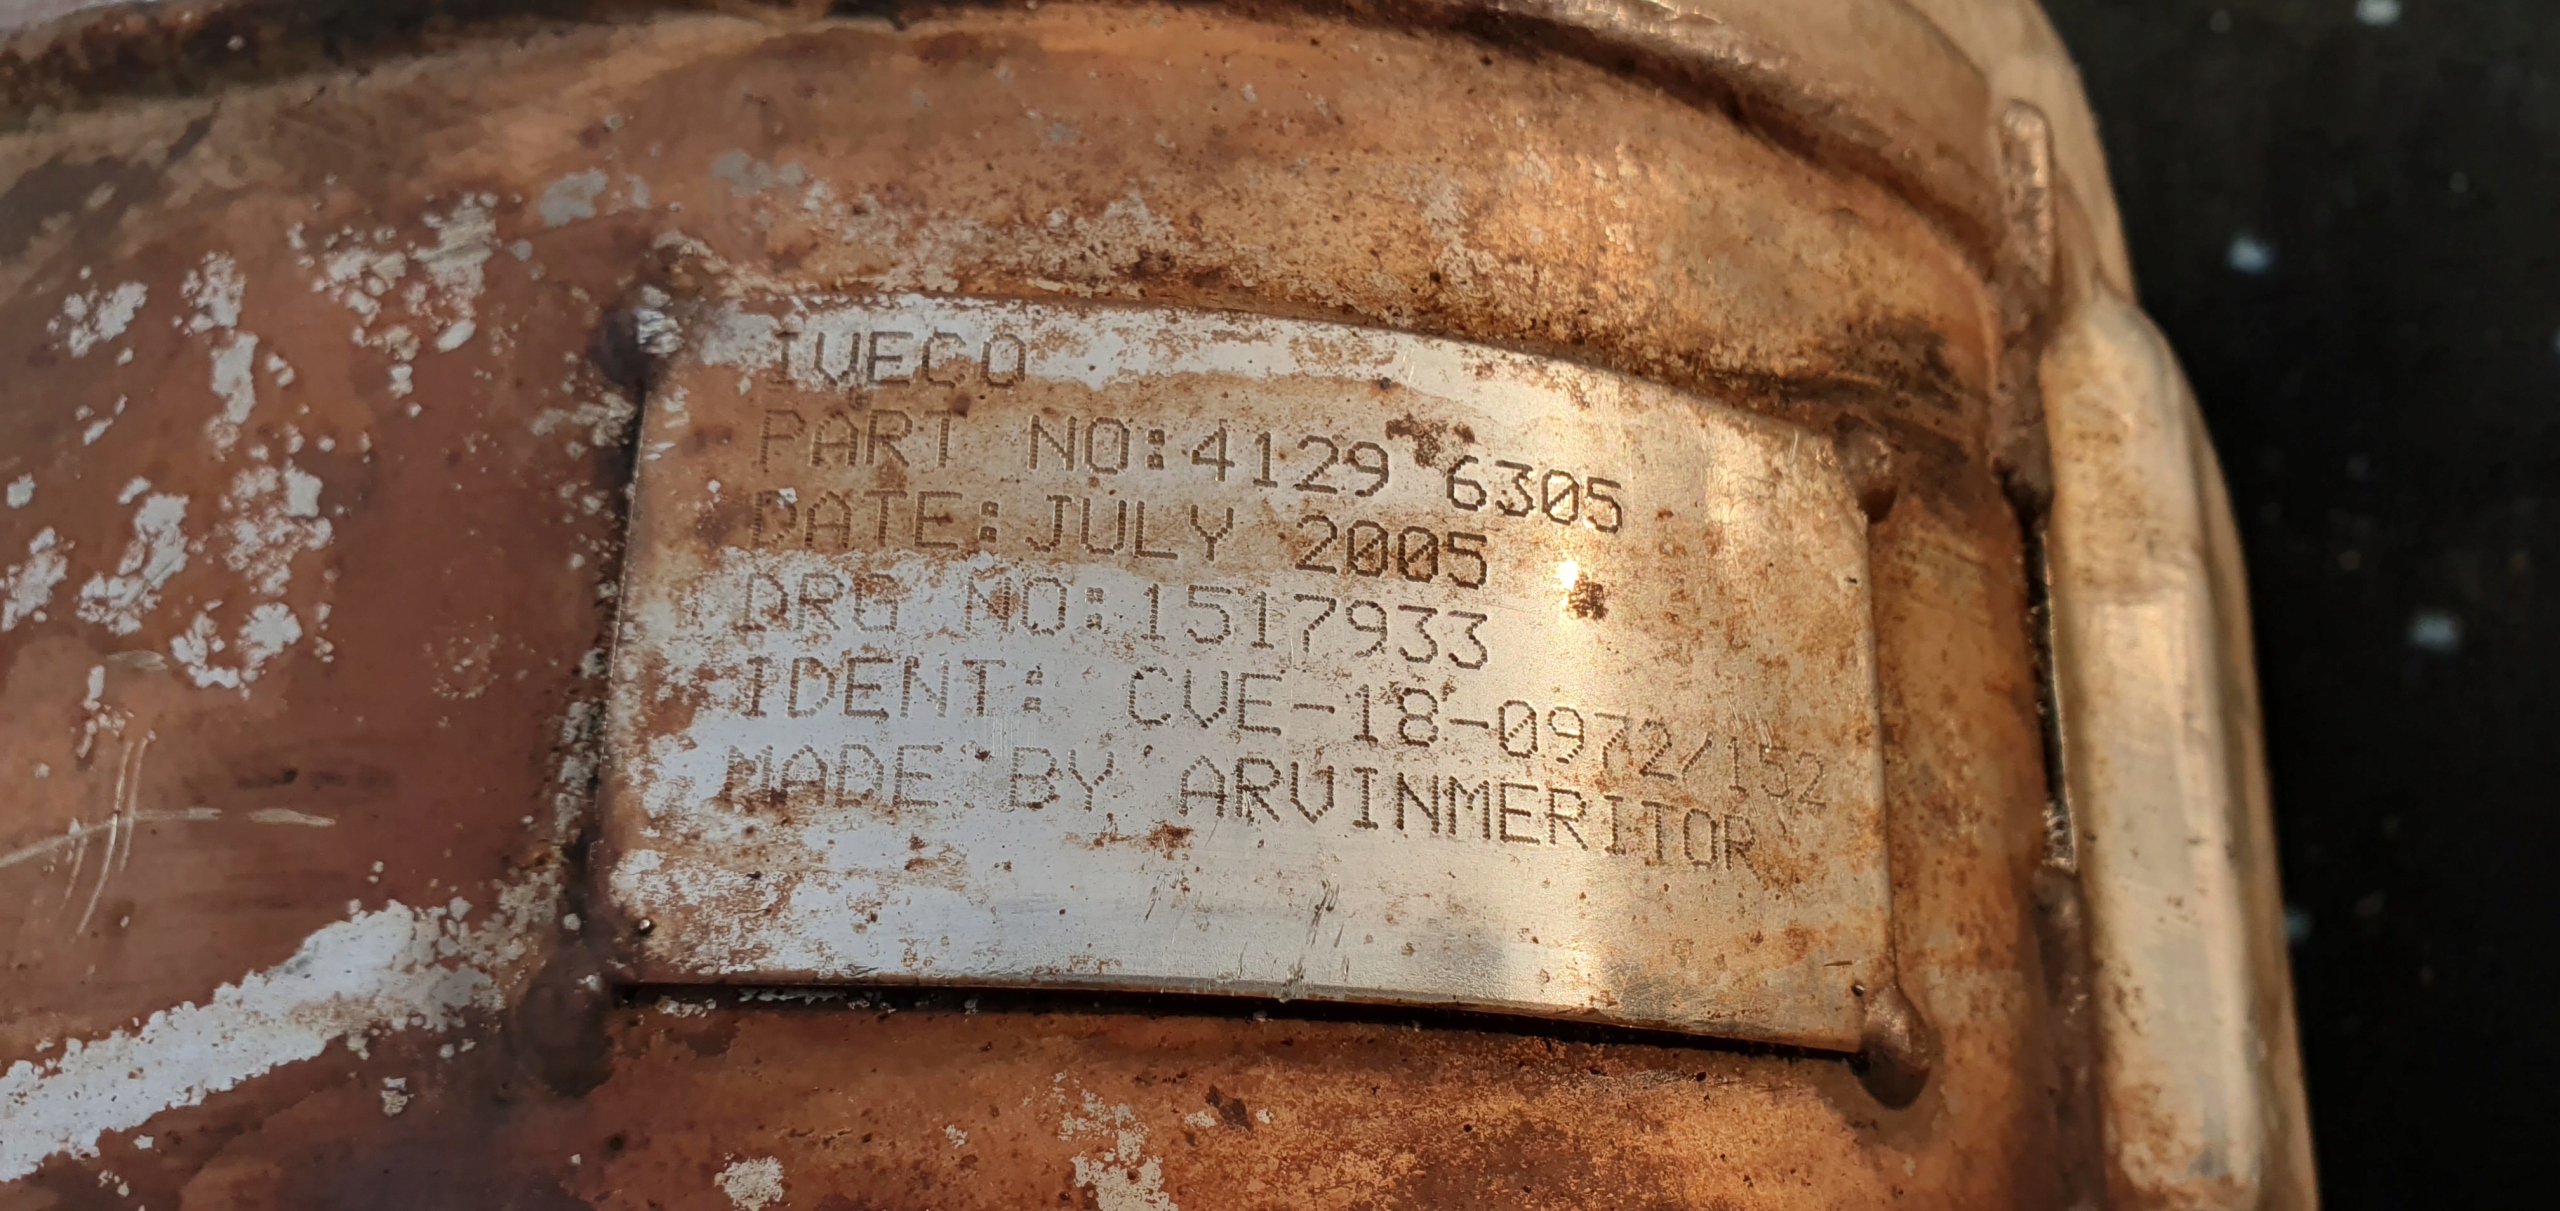 IVECO
PART NO:4129 6305
DATE:JULY 2005
DRG NO:1517933
IDENT: CVE-18-0972/152
MADE BY ARVINMERITOR